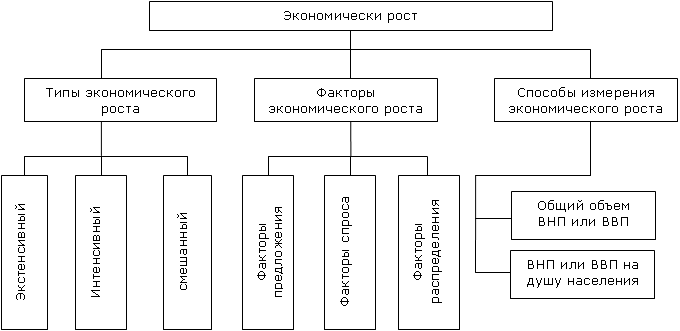 Экономически рост
Типы экономического
роста
Факторы
экономического роста
Способы измерения
экономического роста
Экстенсивный
Интенсивный
смешанный
Факторы
предложения
Факторы спроса
Факторы
распределения
Общий объем
ВНП или ВВП
ВНП или ВВП на
душу населения